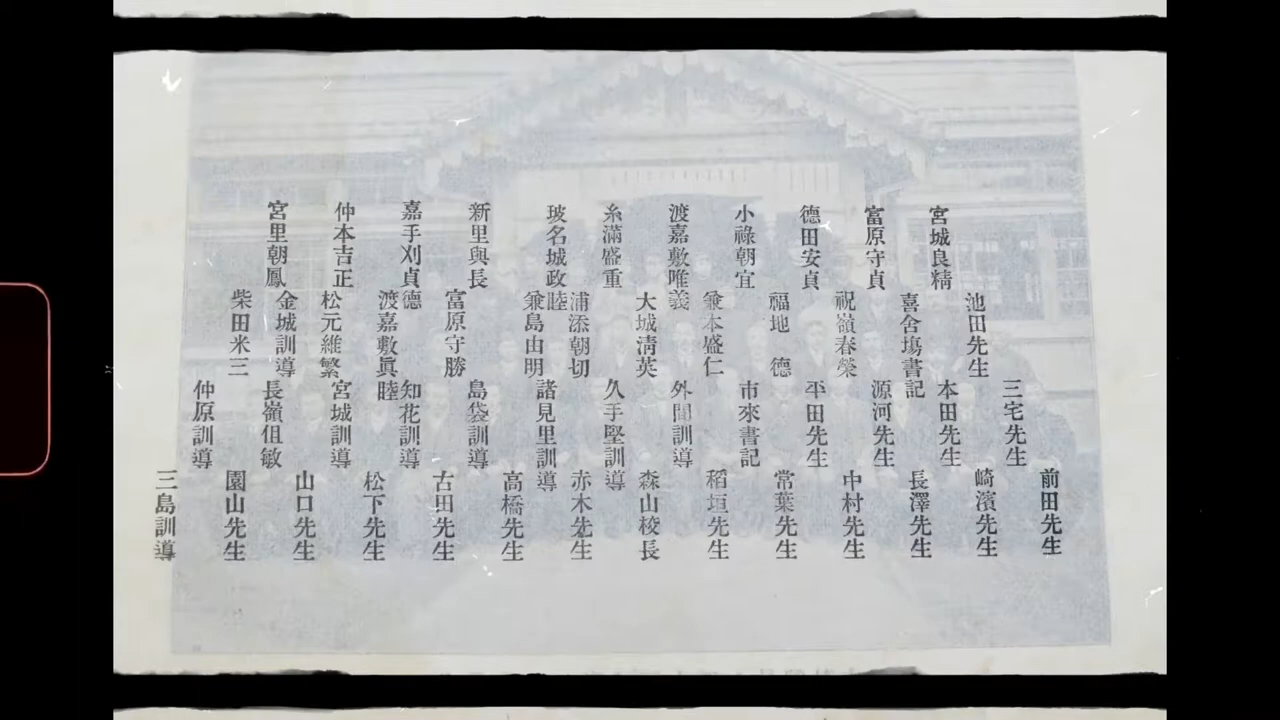 宮城良精
富原守貞
德田安貞
小祿朝宜
渡嘉敷唯義
糸滿盛重
玻名城政睦
新里與長
嘉手刈貞德
仲本吉正
宮里朝鳳
池田先生
喜舍塲書記
祝嶺春榮
福地　德
兼本盛仁
大城淸英
浦添朝切
兼島由明
富原守勝
渡嘉敷眞睦
松元維繁
金城訓導
柴田米三
三宅先生
本田先生
源河先生
平田先生
市來書記
外間訓導
久手堅訓導
諸見里訓導
島袋訓導
知花訓導
宮城訓導
長嶺伹敏
仲原訓導
前田先生
崎濱先生
長澤先生
中村先生
常葉先生
稻垣先生
森山校長
赤木先生
高橋先生
古田先生
松下先生
山口先生
園山先生
三島訓導